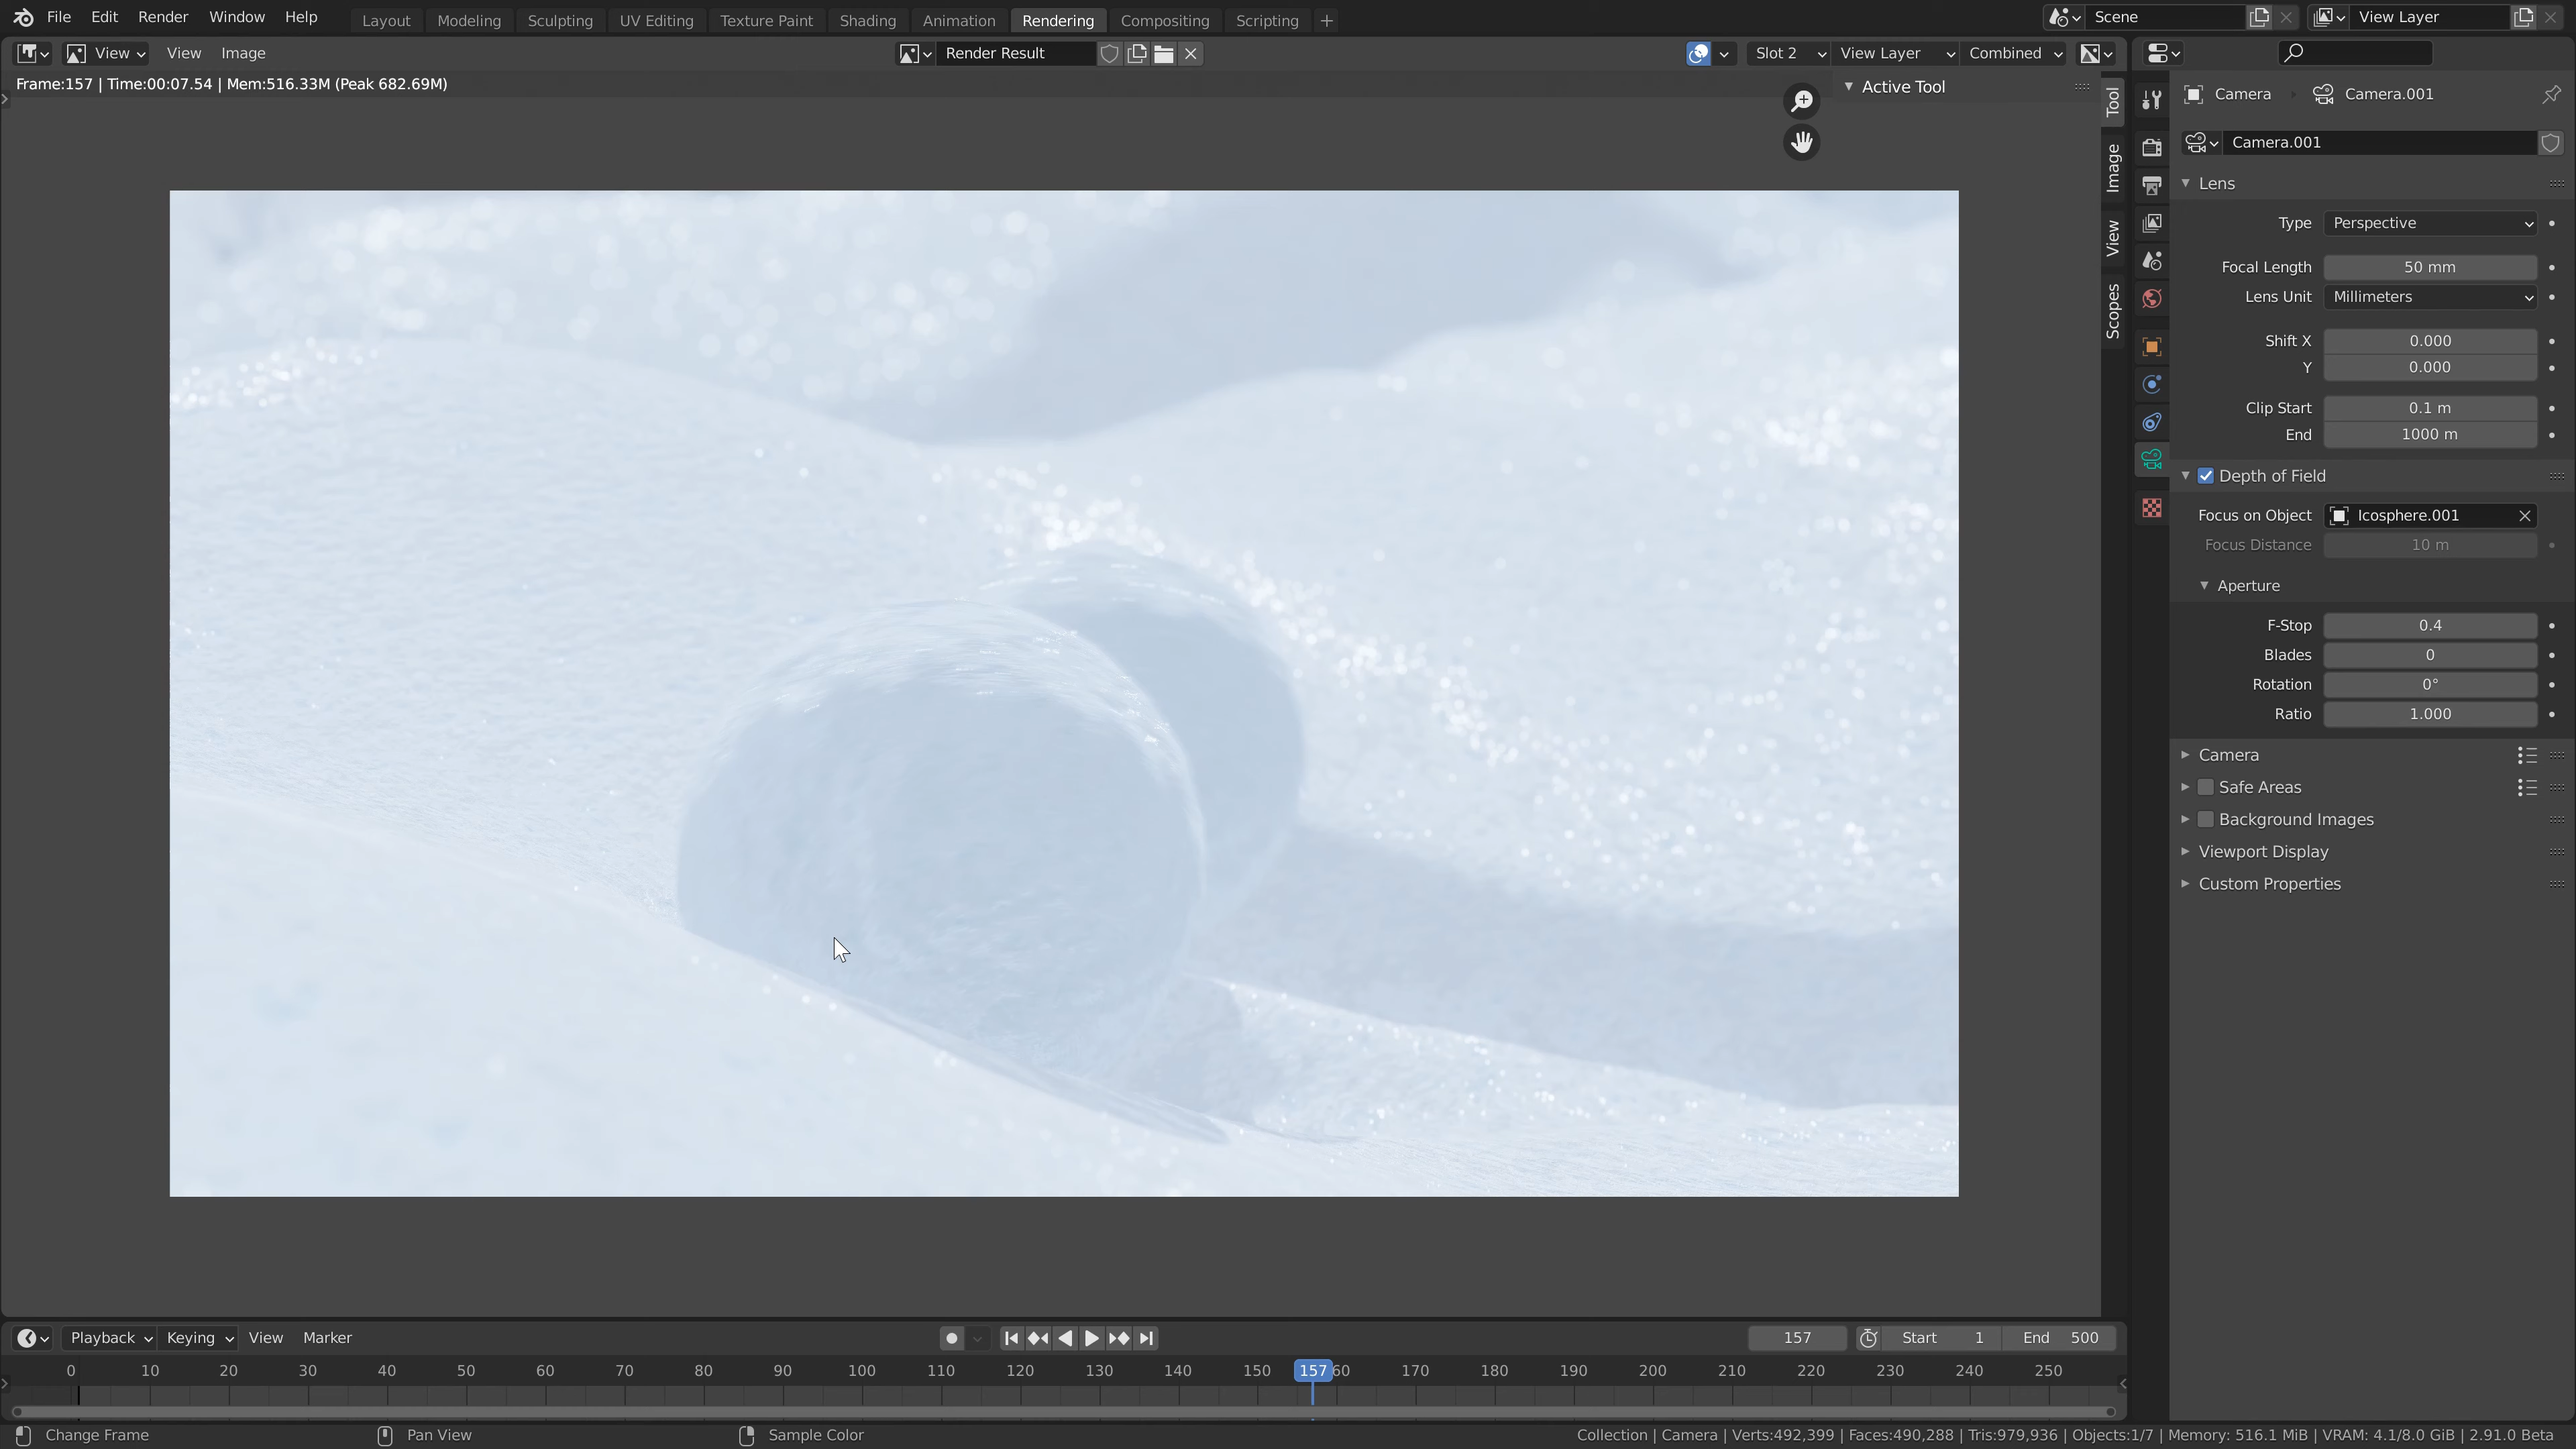 File Edit Render Window Help Layout Modeling Sculpting UV Editing Texture Paint Shading Animation Rendering Compositing Scripting + Scene View Layer
View View Image Render Result Slot 2 View Layer Combined
Frame:157 | Time:00:07.54 | Mem:516.33M (Peak 682.69M)
Active Tool
Tool
Image
View
Scopes
Camera Camera.001
Camera.001
Lens
Type Perspective
Focal Length 50 mm
Lens Unit Millimeters
Shift X 0.000
Y 0.000
Clip Start 0.1 m
End 1000 m
Depth of Field
Focus on Object Icosphere.001
Focus Distance 10 m
Aperture
F-Stop 0.4
Blades 0
Rotation 0°
Ratio 1.000
Camera
Safe Areas
Background Images
Viewport Display
Custom Properties
Playback Keying View Marker 157 Start 1 End 500
0 10 20 30 40 50 60 70 80 90 100 110 120 130 140 150 157 60 170 180 190 200 210 220 230 240 250
Change Frame Pan View Sample Color Collection | Camera | Verts:492,399 | Faces:490,288 | Tris:979,936 | Objects:1/7 | Memory: 516.1 MiB | VRAM: 4.1/8.0 GiB | 2.91.0 Beta